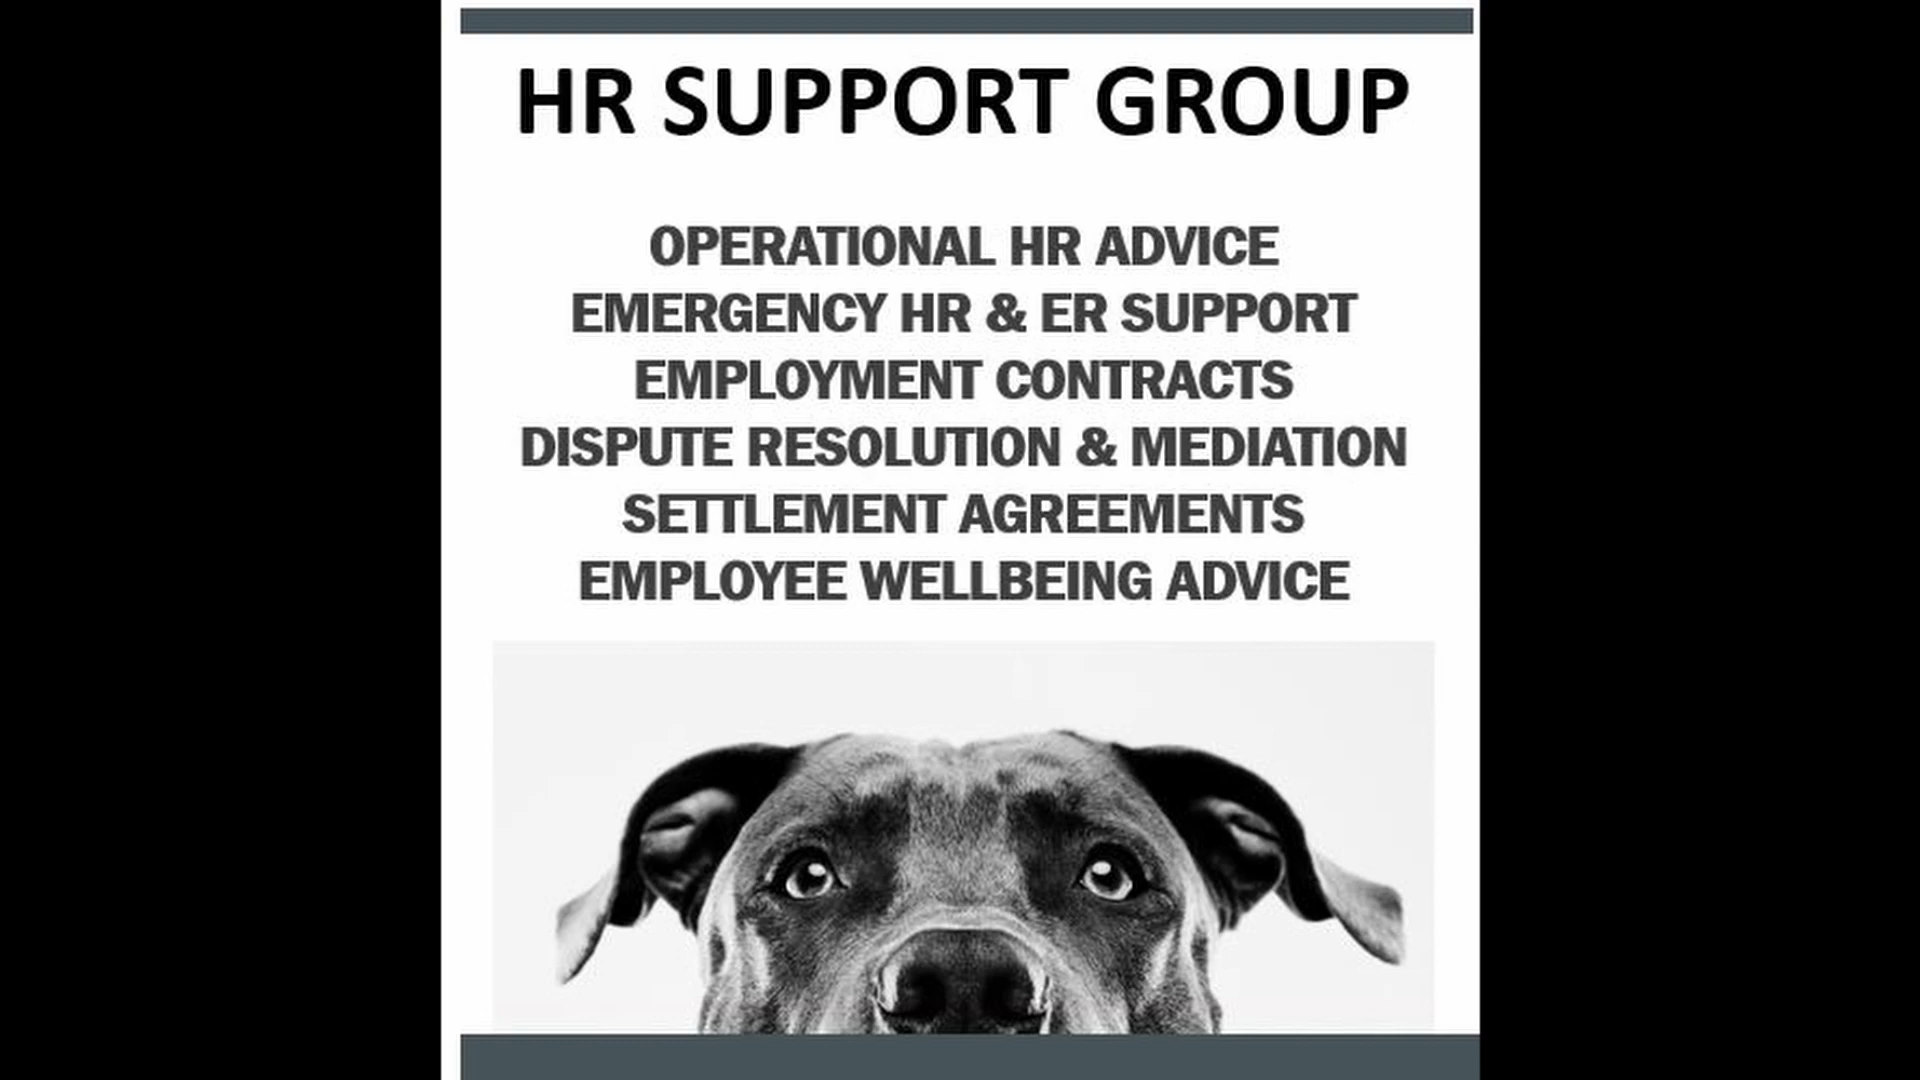 HR SUPPORT GROUP
OPERATIONAL HR ADVICE
EMERGENCY HR & ER SUPPORT
EMPLOYMENT CONTRACTS
DISPUTE RESOLUTION & MEDIATION
SETTLEMENT AGREEMENTS
EMPLOYEE WELLBEING ADVICE